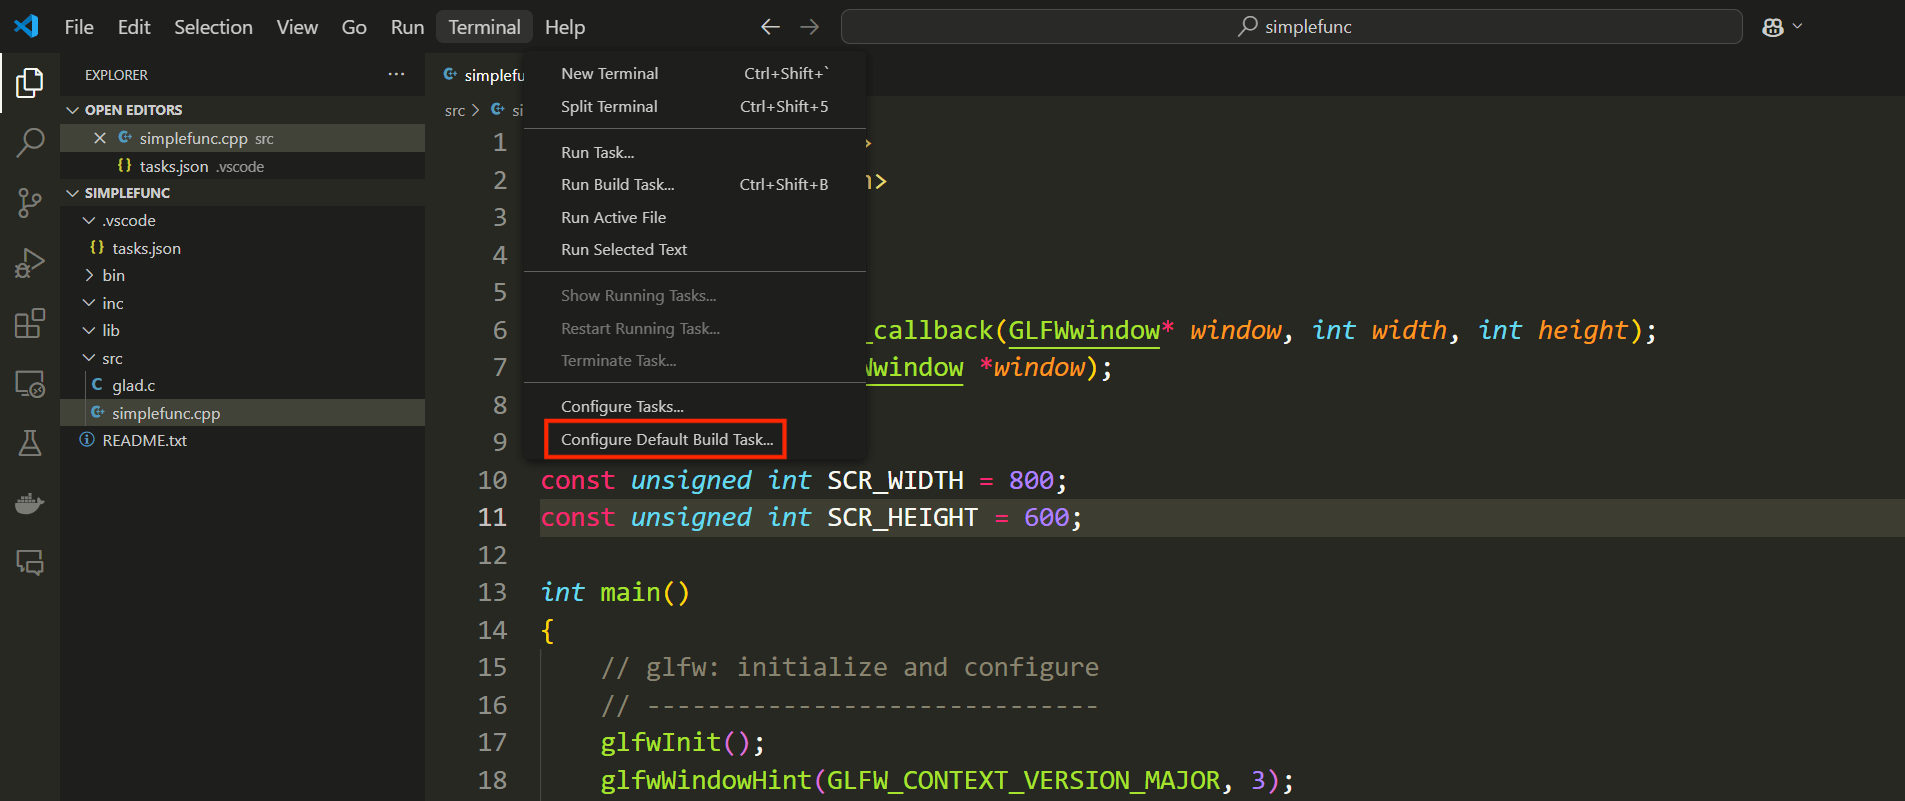 File Edit Selection View Go Run Terminal Help
simplefunc
EXPLORER ...
OPEN EDITORS
simplefunc.cpp src
{} tasks.json .vscode
SIMPLEFUNC
.vscode
{} tasks.json
bin
inc
lib
src
C glad.c
simplefunc.cpp
README.txt
simplefu
src > si
New Terminal Ctrl+Shift+`
Split Terminal Ctrl+Shift+5
Run Task...
Run Build Task... Ctrl+Shift+B
Run Active File
Run Selected Text
Show Running Tasks...
Restart Running Task...
Terminate Task...
Configure Tasks...
Configure Default Build Task...
1 >
2 >
3
4
5
6 _callback(GLFWwindow* window, int width, int height);
7 window *window);
8
9
10 const unsigned int SCR_WIDTH = 800;
11 const unsigned int SCR_HEIGHT = 600;
12
13 int main()
14 {
15 // glfw: initialize and configure
16 // ------------------------------
17 glfwInit();
18 glfwWindowHint(GLFW_CONTEXT_VERSION_MAJOR, 3);